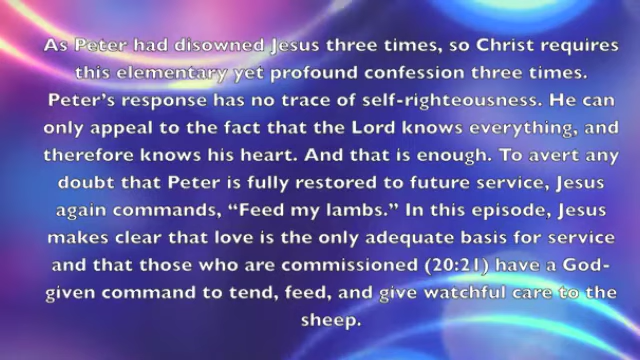 As Peter had disowned Jesus three times, so Christ requires
this elementary yet profound confession three times.
Peter’s response has no trace of self-righteousness. He can
only appeal to the fact that the Lord knows everything, and
therefore knows his heart. And that is enough. To avert any
doubt that Peter is fully restored to future service, Jesus
again commands, “Feed my lambs.” In this episode, Jesus
makes clear that love is the only adequate basis for service
and that those who are commissioned (20:21) have a God-
given command to tend, feed, and give watchful care to the
sheep.